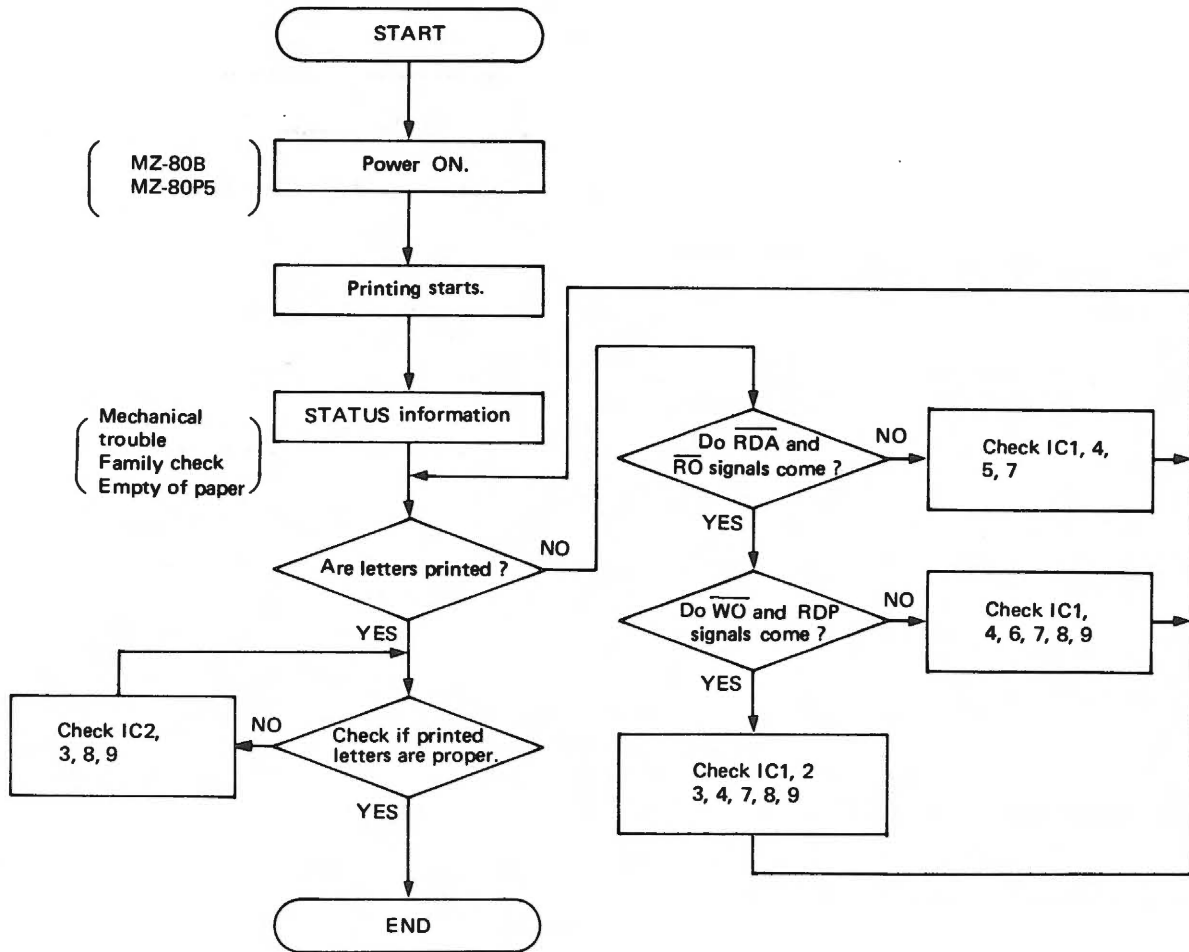 START
MZ-80B
MZ-80P5
Power ON.
Printing starts.
Mechanical
trouble
Family check
Empty of paper
STATUS information
Are letters printed ?
NO
YES
Check IC2,
3, 8, 9
NO
Check if printed
letters are proper.
YES
END
Do R̅D̅A̅ and
R̅O̅ signals come ?
NO
Check IC1, 4,
5, 7
YES
Do W̅O̅ and RDP
signals come ?
NO
Check IC1,
4, 6, 7, 8, 9
YES
Check IC1, 2
3, 4, 7, 8, 9